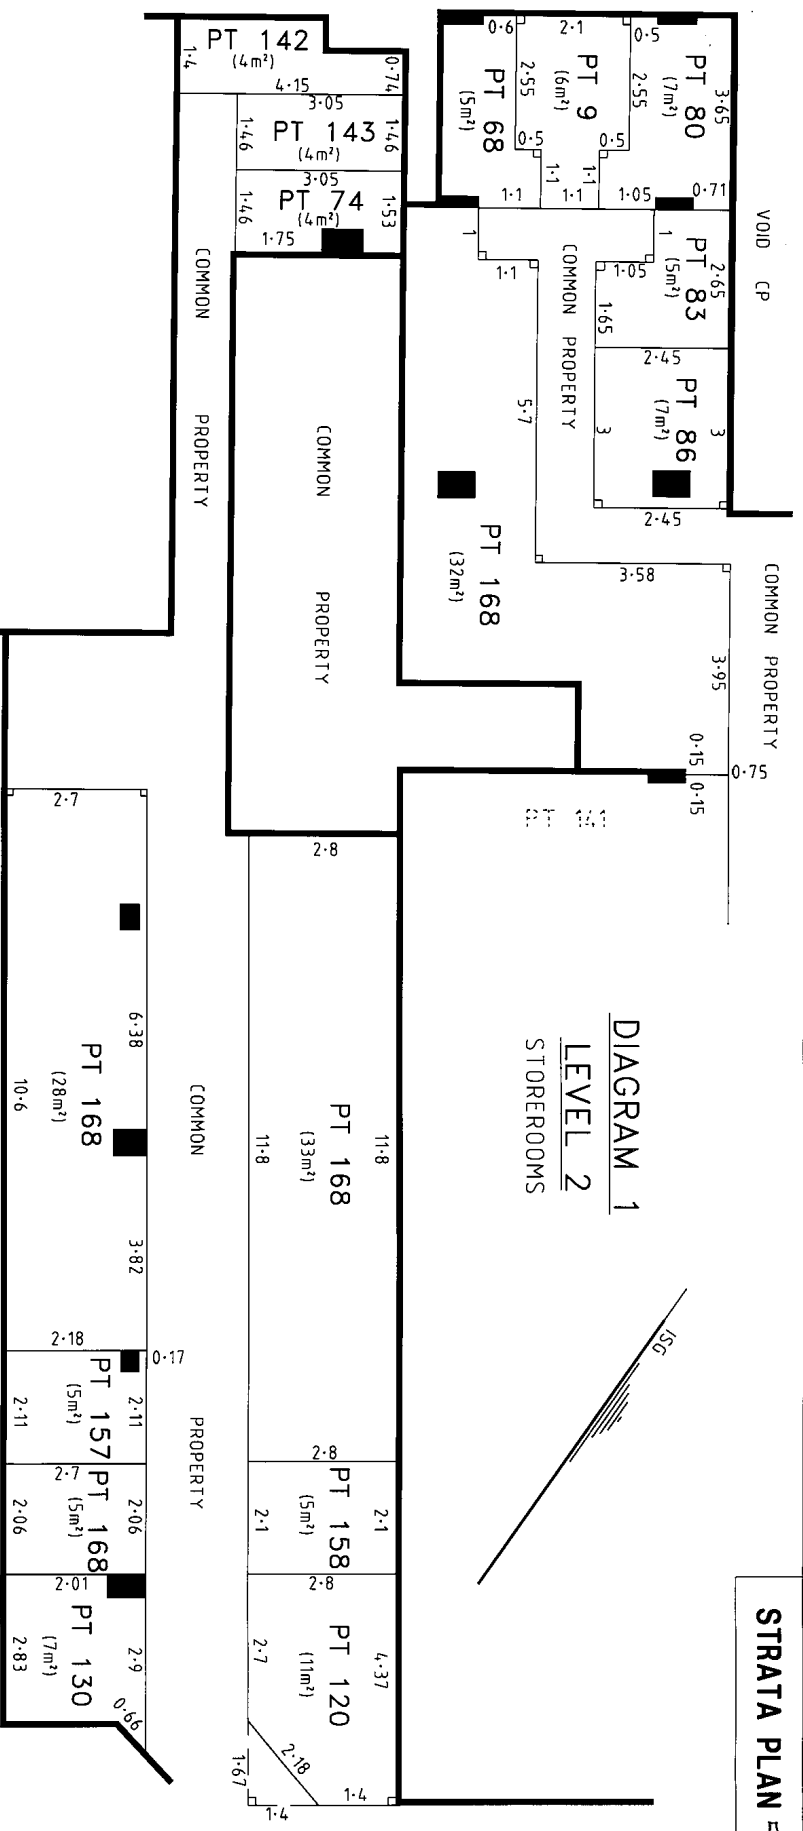 PT 142
(4m²)
1·4
4·15
0·74
3·05
PT 143
(4m²)
1·46
1·46
3·05
PT 74
(4m²)
1·46
1·53
1·75
0·6
2·1
0·5
PT 68
(5m²)
2·55
PT 9
(6m²)
2·55
PT 80
(7m²)
3·65
0·5
0·5
1·1
1·1
1·1
1·1
1·05
0·71
VOID CP
1
1·1
1
1·05
PT 83
(5m²)
2·65
1·65
2·45
PT 86
(7m²)
3
3
2·45
COMMON PROPERTY
5·7
COMMON PROPERTY
COMMON PROPERTY
PT 168
(32m²)
3·58
3·95
COMMON PROPERTY
0·15
0·75
0·15
PT 141
DIAGRAM 1
LEVEL 2
STOREROOMS
2·7
6·38
PT 168
(28m²)
10·6
3·82
2·18
0·17
COMMON PROPERTY
2·8
PT 168
(33m²)
11·8
11·8
2·8
PT 157
(5m²)
2·11
2·11
2·7
PT 168
(5m²)
2·06
2·06
2·01
PT 130
(7m²)
2·9
2·83
0·66
PT 158
(5m²)
2·1
2·1
2·8
PT 120
(11m²)
4·37
2·7
2·18
1·67
1·4
1·4
STRATA PLAN